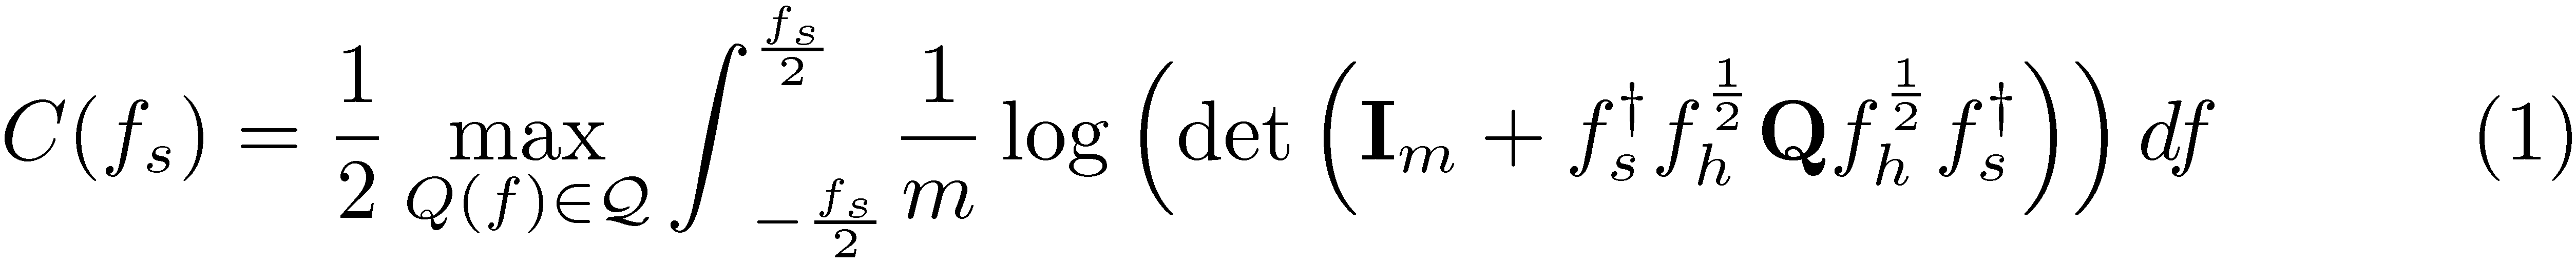 $C(f_s) = \frac{1}{2} \max_{Q(f) \in \mathcal{Q}} \int_{-\frac{f_s}{2}}^{\frac{f_s}{2}} \frac{1}{m} \log \left( \det \left( \mathbf{I}_m + f_s^{\dagger} f_h^{\frac{1}{2}} \mathbf{Q} f_h^{\frac{1}{2}} f_s^{\dagger} \right) \right) df \quad (1)$